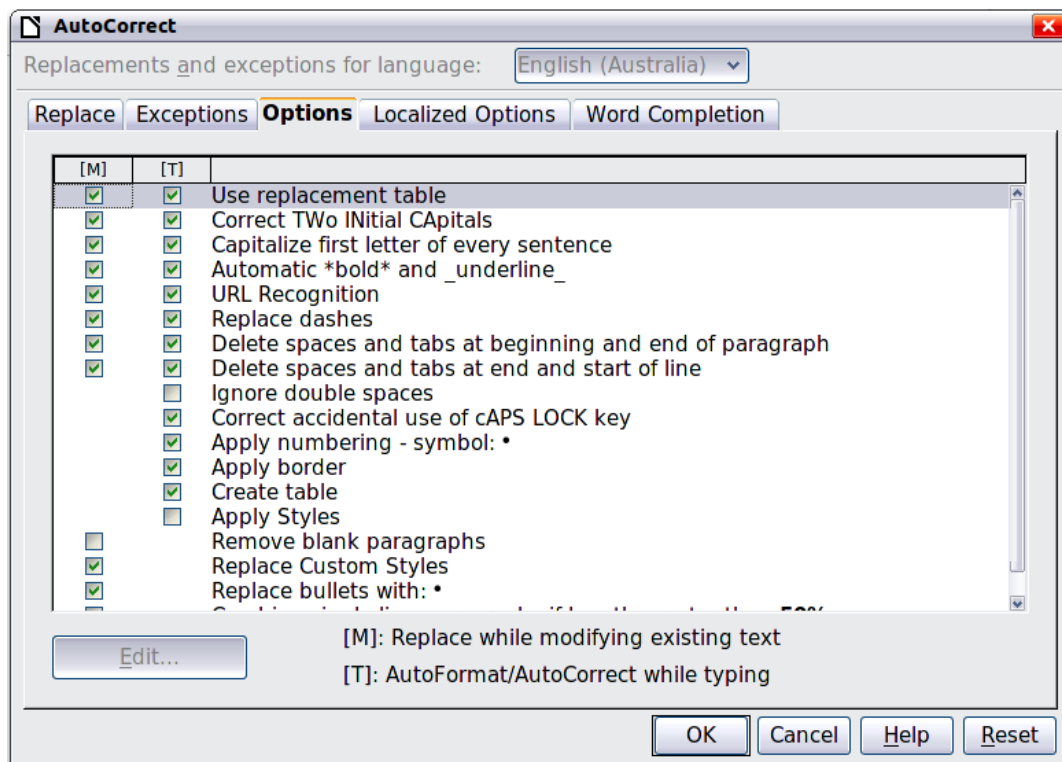 AutoCorrect
Replacements and exceptions for language: English (Australia)
Replace Exceptions Options Localized Options Word Completion
[M] [T]
Use replacement table
Correct TWo INitial CApitals
Capitalize first letter of every sentence
Automatic *bold* and _underline_
URL Recognition
Replace dashes
Delete spaces and tabs at beginning and end of paragraph
Delete spaces and tabs at end and start of line
Ignore double spaces
Correct accidental use of cAPS LOCK key
Apply numbering - symbol: •
Apply border
Create table
Apply Styles
Remove blank paragraphs
Replace Custom Styles
Replace bullets with: •
50%
[M]: Replace while modifying existing text
Edit...
[T]: AutoFormat/AutoCorrect while typing
OK Cancel Help Reset